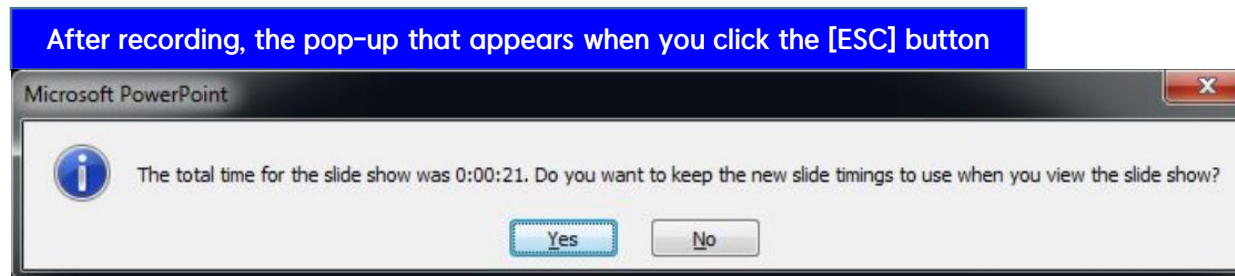 After recording, the pop-up that appears when you click the [ESC] button
Microsoft PowerPoint
The total time for the slide show was 0:00:21. Do you want to keep the new slide timings to use when you view the slide show?
Yes No